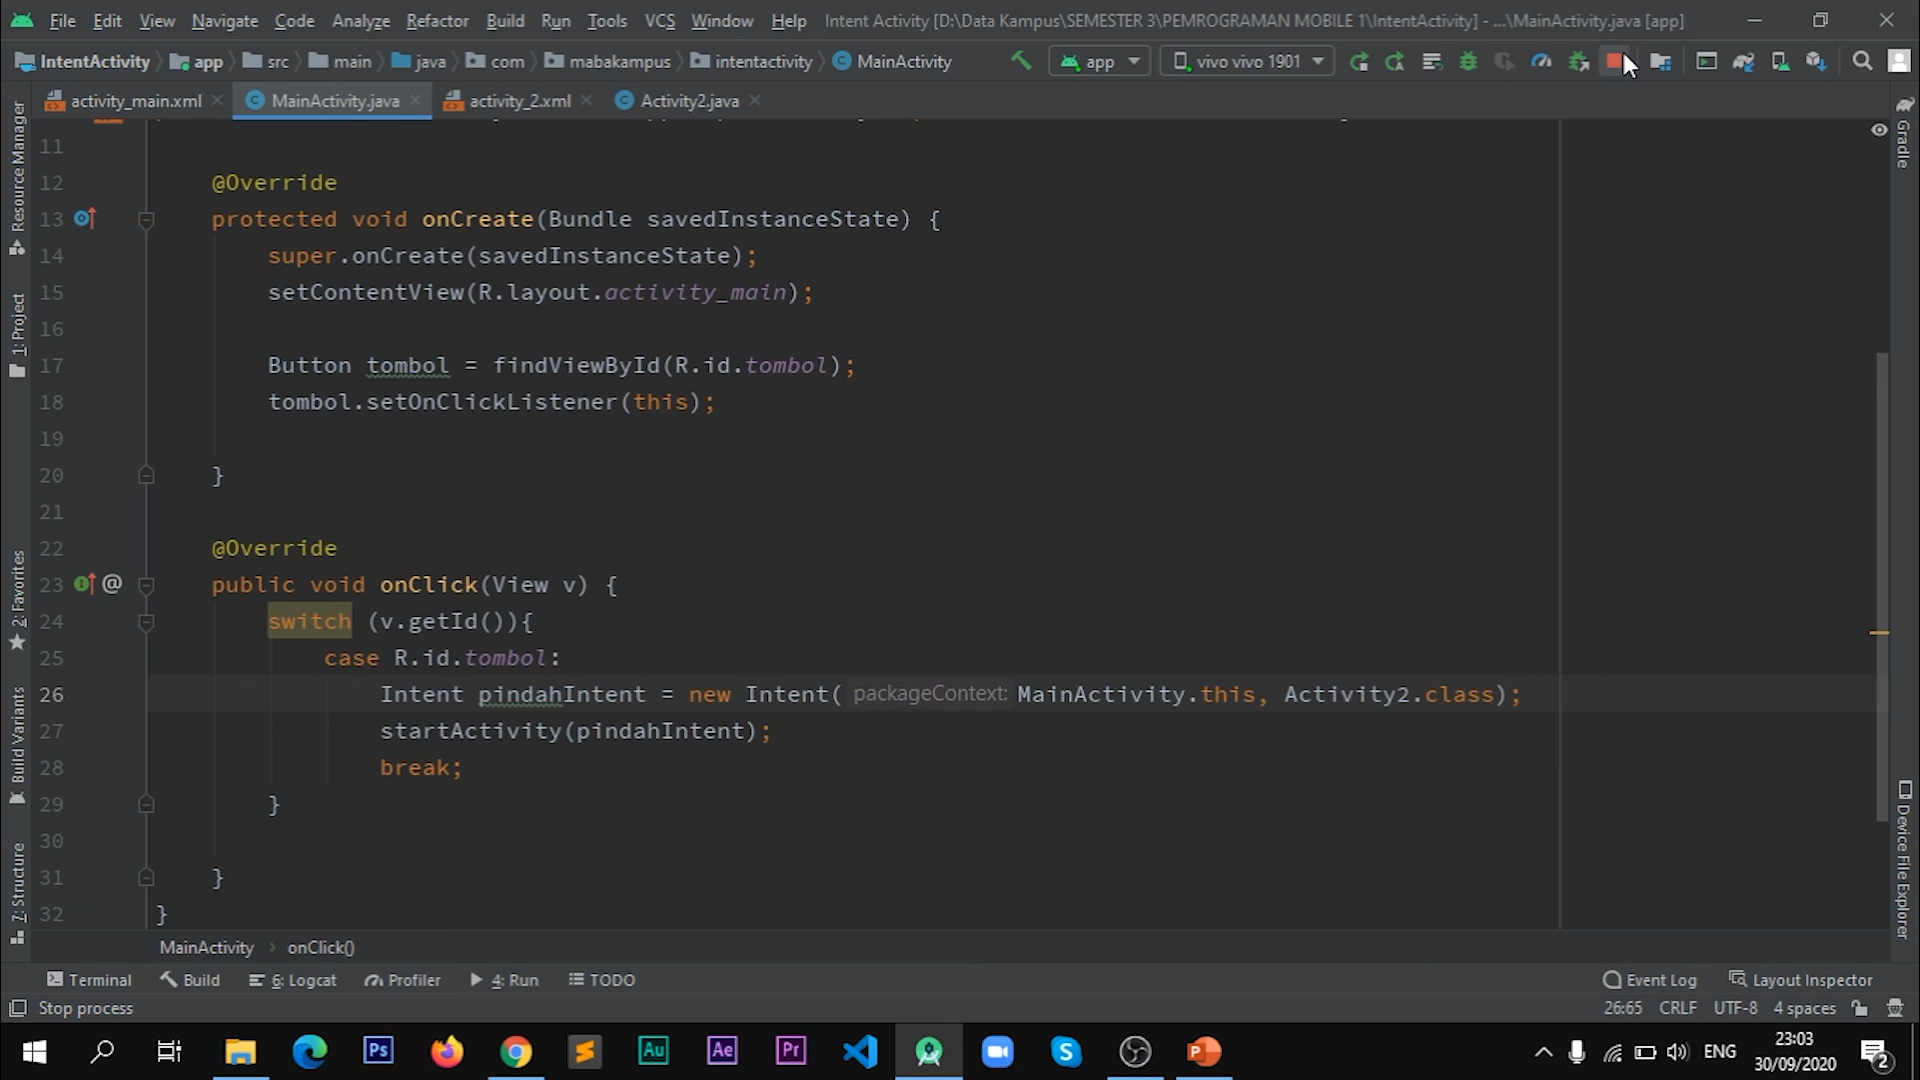 File Edit View Navigate Code Analyze Refactor Build Run Tools VCS Window Help Intent Activity [D:\Data Kampus\SEMESTER 3\PEMROGRAMAN MOBILE 1\IntentActivity] - ...\MainActivity.java [app]
IntentActivity app src main java com mabakampus intentactivity MainActivity app vivo vivo 1901
activity_main.xml MainActivity.java activity_2.xml Activity2.java
11
12 @Override
13 protected void onCreate(Bundle savedInstanceState) {
14 super.onCreate(savedInstanceState);
15 setContentView(R.layout.activity_main);
16
17 Button tombol = findViewById(R.id.tombol);
18 tombol.setOnClickListener(this);
19
20 }
21
22 @Override
23 @ public void onClick(View v) {
24 switch (v.getId()){
25 case R.id.tombol:
26 Intent pindahIntent = new Intent( packageContext: MainActivity.this, Activity2.class);
27 startActivity(pindahIntent);
28 break;
29 }
30
31 }
32 }
Resource Manager
1: Project
2: Favorites
Build Variants
7: Structure
Gradle
Device File Explorer
MainActivity › onClick()
Terminal Build 6: Logcat Profiler 4: Run TODO Event Log Layout Inspector
Stop process 26:65 CRLF UTF-8 4 spaces
Ps Au Ae Pr S P ENG 23:03
30/09/2020 2